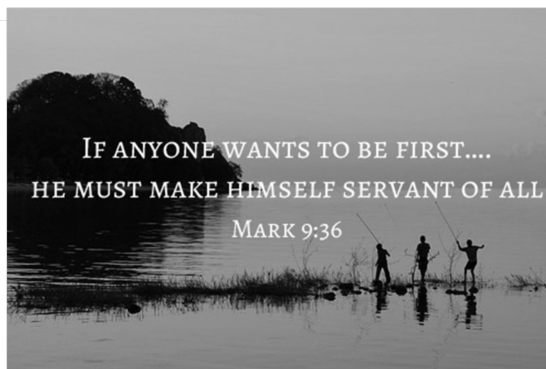 If anyone wants to be first....
he must make himself servant of all
Mark 9:36